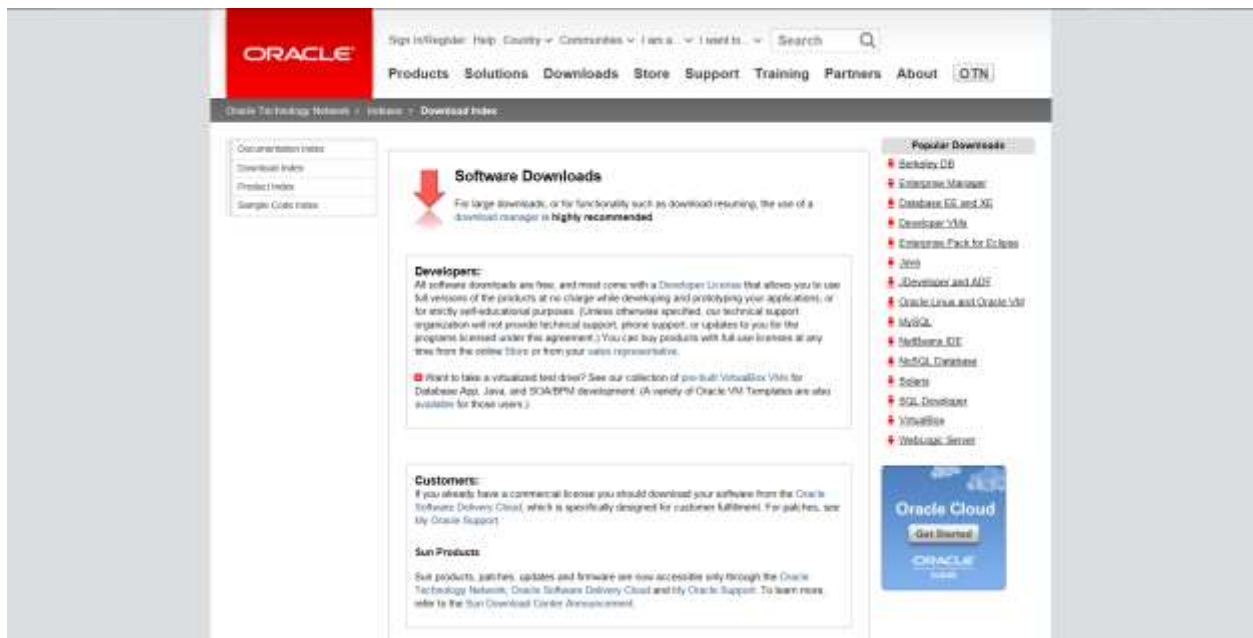 ORACLE
Sign In/Register Help Country Communities I am a... I want to... Search
Products Solutions Downloads Store Support Training Partners About OTN
Oracle Technology Network > Indexes > Download Index
Documentation Index
Download Index
Product Index
Sample Code Index
Software Downloads
For large downloads, or for functionality such as download resuming, the use of a
download manager is highly recommended.
Developers:
All software downloads are free, and most come with a Developer License that allows you to use
full versions of the products at no charge while developing and prototyping your applications, or
for strictly self-educational purposes. (Unless otherwise specified, our technical support
organization will not provide technical support, phone support, or updates to you for the
programs licensed under this agreement.) You can buy products with full-use licenses at any
time from the online Store or from your sales representative.
Want to take a virtualized test drive? See our collection of pre-built VirtualBox VMs for
Database App, Java, and SOA/BPM development. (A variety of Oracle VM Templates are also
available for those users.)
Customers:
If you already have a commercial license you should download your software from the Oracle
Software Delivery Cloud, which is specifically designed for customer fulfillment. For patches, see
My Oracle Support.
Sun Products
Sun products, patches, updates and firmware are now accessible only through the Oracle
Technology Network, Oracle Software Delivery Cloud and My Oracle Support. To learn more,
refer to the Sun Download Center Announcement.
Popular Downloads
Berkeley DB
Enterprise Manager
Database EE and XE
Developer VMs
Enterprise Pack for Eclipse
Java
JDeveloper and ADF
Oracle Linux and Oracle VM
MySQL
NetBeans IDE
NoSQL Database
Solaris
SQL Developer
VirtualBox
WebLogic Server
Oracle Cloud
Get Started
ORACLE